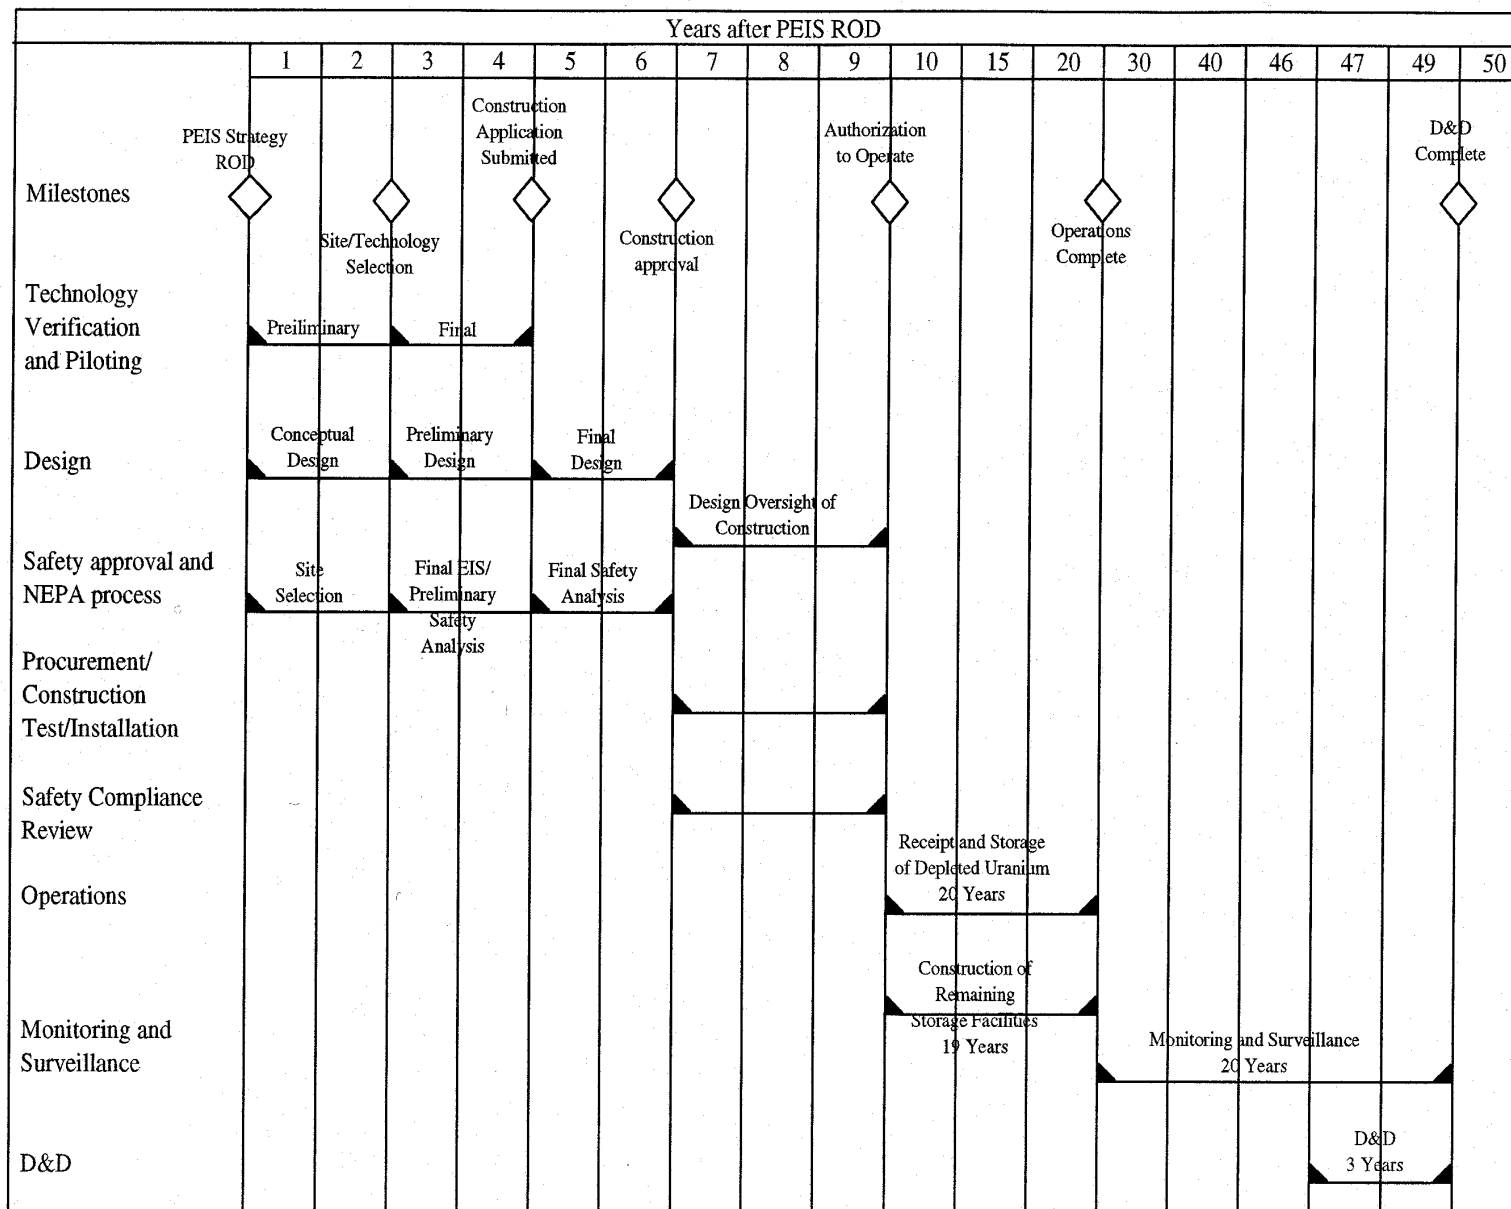 Years after PEIS ROD
1 2 3 4 5 6 7 8 9 10 15 20 30 40 46 47 49 50
PEIS Strategy
ROD
Construction
Application
Submitted
Authorization
to Operate
D&D
Complete
Milestones
Site/Technology
Selection
Construction
approval
Operations
Complete
Technology
Verification
and Piloting
Preiliminary
Final
Design
Conceptual
Design
Preliminary
Design
Final
Design
Design Oversight of
Construction
Safety approval and
NEPA process
Site
Selection
Final EIS/
Preliminary
Safety
Analysis
Final Safety
Analysis
Procurement/
Construction
Test/Installation
Safety Compliance
Review
Operations
Receipt and Storage
of Depleted Uranium
20 Years
Construction of
Remaining
Storage Facilities
19 Years
Monitoring and
Surveillance
Monitoring and Surveillance
20 Years
D&D
D&D
3 Years